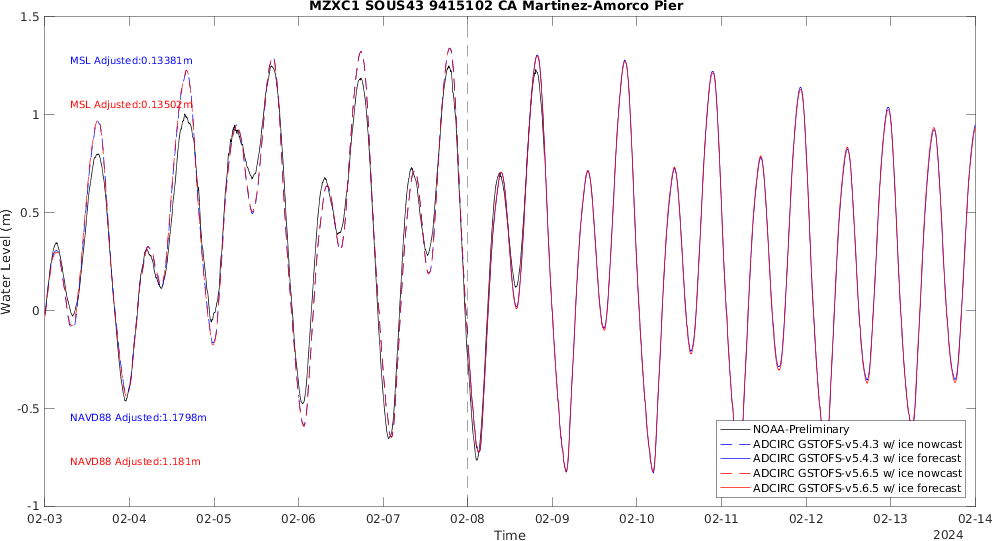 MZXC1 SOUS43 9415102 CA Martinez-Amorco Pier
1.5
1
0.5
0
-0.5
-1
Water Level (m)
MSL Adjusted:0.13381m
MSL Adjusted:0.13502m
NAVD88 Adjusted:1.1798m
NAVD88 Adjusted:1.181m
NOAA-Preliminary
ADCIRC GSTOFS-v5.4.3 w/ ice nowcast
ADCIRC GSTOFS-v5.4.3 w/ ice forecast
ADCIRC GSTOFS-v5.6.5 w/ ice nowcast
ADCIRC GSTOFS-v5.6.5 w/ ice forecast
02-03 02-04 02-05 02-06 02-07 02-08 02-09 02-10 02-11 02-12 02-13 02-14
Time
2024